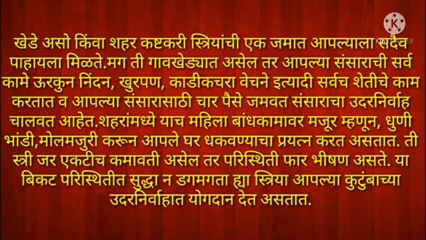 खेडे असो किंवा शहर कष्टकरी स्त्रियांची एक जमात आपल्याला सदैव
पाहायला मिळते.मग ती गावखेड्यात असेल तर आपल्या संसाराची सर्व
कामे ऊरकुन निंदन, खुरपण, काडीकचरा वेचने इत्यादी सर्वच शेतीचे काम
करतात व आपल्या संसारासाठी चार पैसे जमवत संसाराचा उदरनिर्वाह
चालवत आहेत.शहरांमध्ये याच महिला बांधकामावर मजूर म्हणून, धुणी
भांडी,मोलमजुरी करून आपले घर धकवण्याचा प्रयत्न करत असतात. ती
स्त्री जर एकटीच कमावती असेल तर परिस्थिती फार भीषण असते. या
बिकट परिस्थितीत सुद्धा न डगमगता ह्या स्त्रिया आपल्या कुटुंबाच्या
उदरनिर्वाहात योगदान देत असतात.